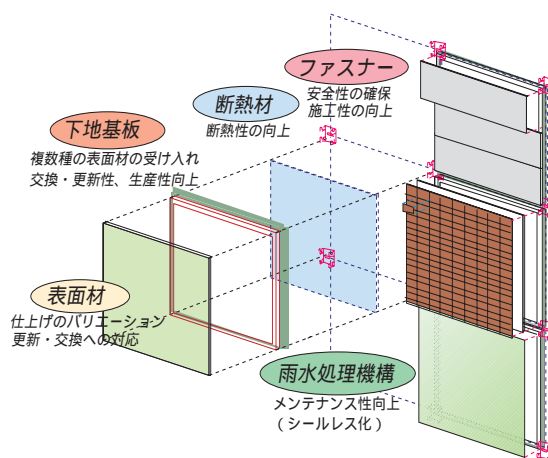 ファスナー
安全性の確保
施工性の向上
断熱材
断熱性の向上
下地基板
複数種の表面材の受け入れ
交換・更新性、生産性向上
表面材
仕上げのバリエーション
更新・交換への対応
雨水処理機構
メンテナンス性向上
（シールレス化）